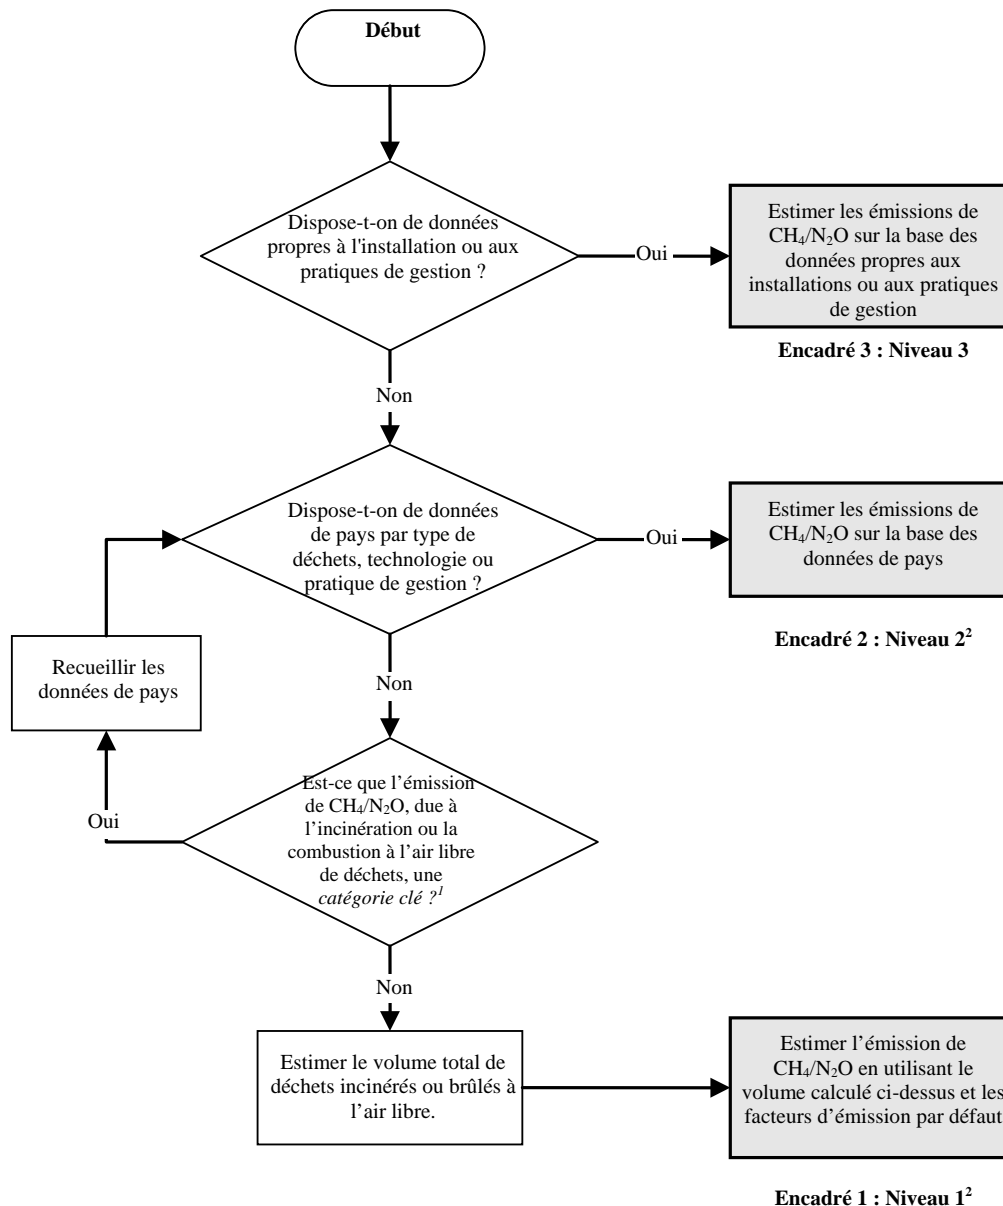 Début
Dispose-t-on de données
propres à l'installation ou aux
pratiques de gestion ?
Oui
Estimer les émissions de
CH₄/N₂O sur la base des
données propres aux
installations ou aux pratiques
de gestion
Encadré 3 : Niveau 3
Non
Dispose-t-on de données
de pays par type de
déchets, technologie ou
pratique de gestion ?
Oui
Estimer les émissions de
CH₄/N₂O sur la base des
données de pays
Encadré 2 : Niveau 2²
Recueillir les
données de pays
Non
Est-ce que l’émission
de CH₄/N₂O, due à
l’incinération ou la
combustion à l’air libre
de déchets, une
catégorie clé ?¹
Oui
Non
Estimer le volume total de
déchets incinérés ou brûlés à
l’air libre.
Estimer l’émission de
CH₄/N₂O en utilisant le
volume calculé ci-dessus et les
facteurs d’émission par défaut
Encadré 1 : Niveau 1²